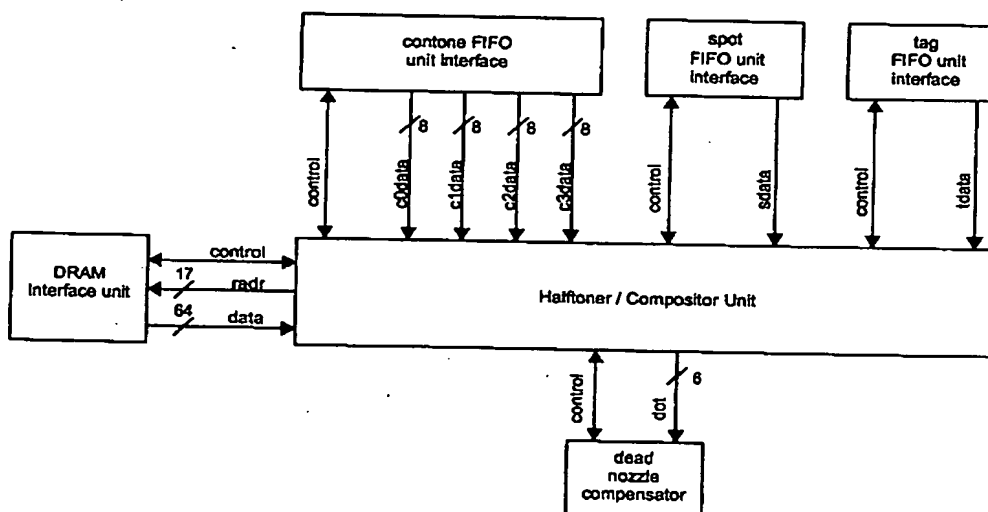 contone FIFO
unit interface
spot
FIFO unit
interface
tag
FIFO unit
interface
8
8
8
8
control
c0data
c1data
c2data
c3data
control
sdata
control
tdata
DRAM
Interface unit
control
17
radr
64
data
Halftoner / Compositor Unit
control
dot
6
dead
nozzle
compensator